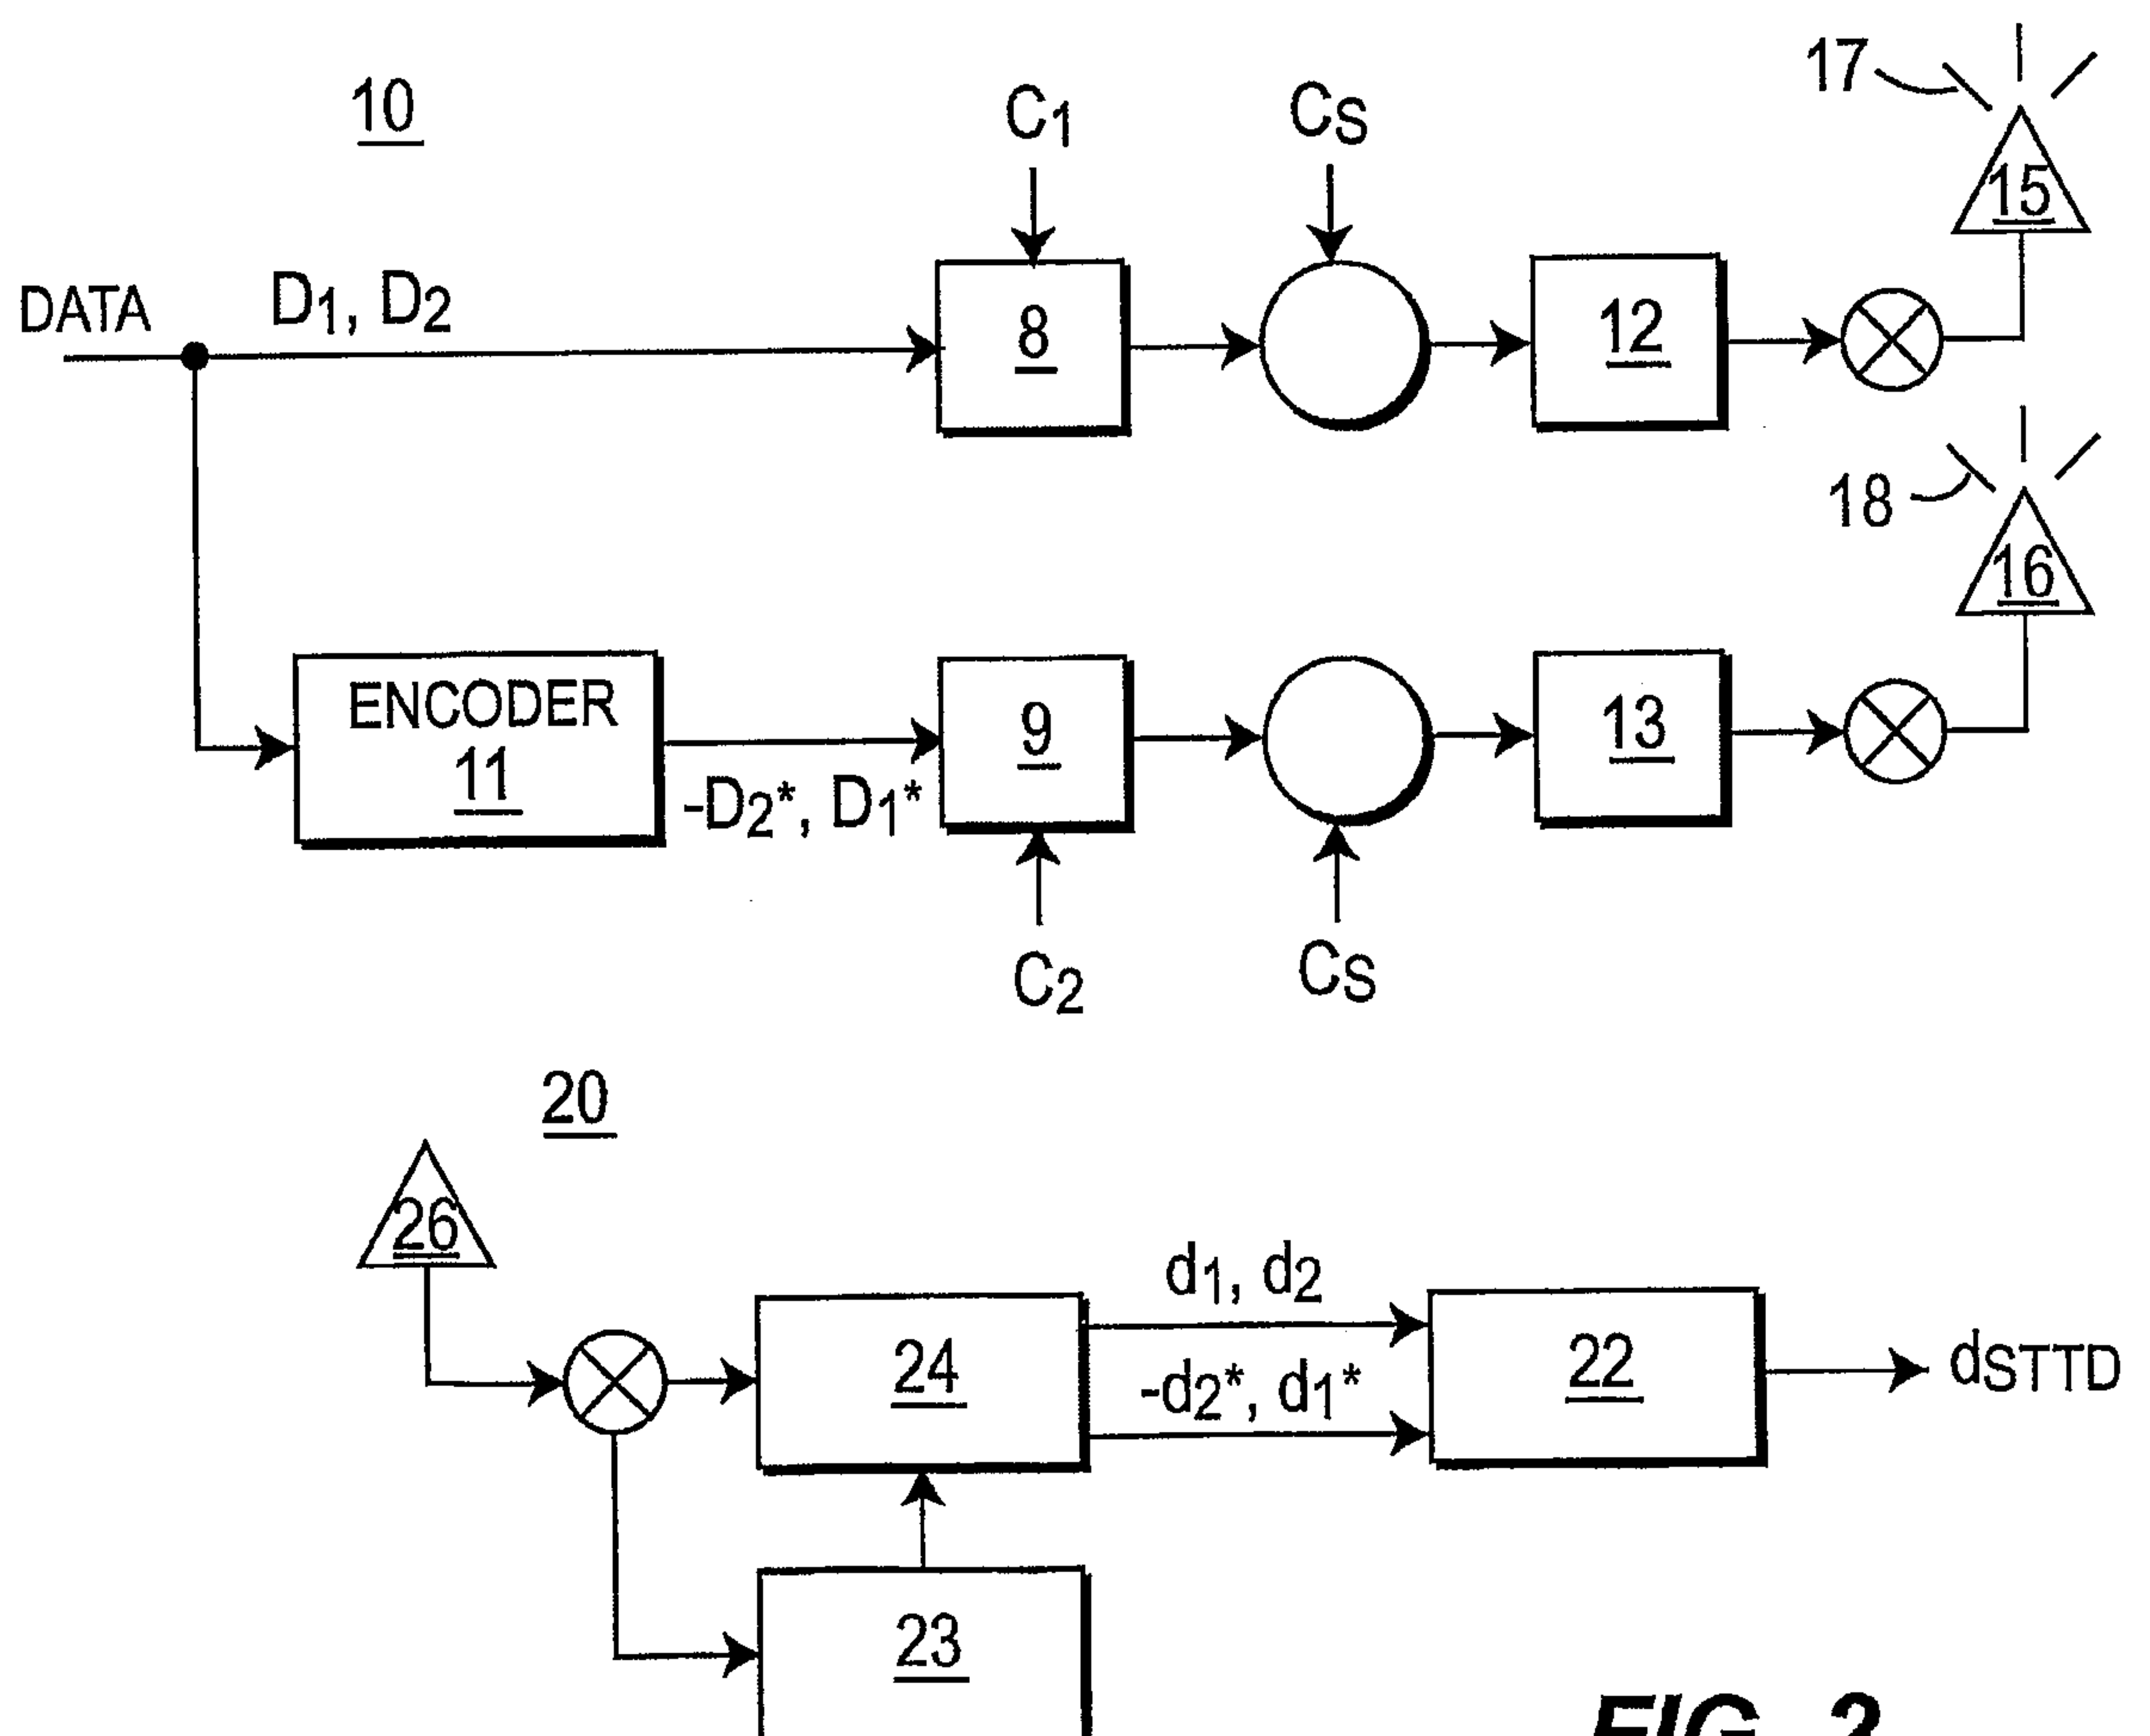 10
C1
CS
17
15
DATA
D1, D2
8
12
18
16
ENCODER
11
-D2*, D1*
9
13
C2
CS
20
26
24
d1, d2
-d2*, d1*
22
dSTTD
23